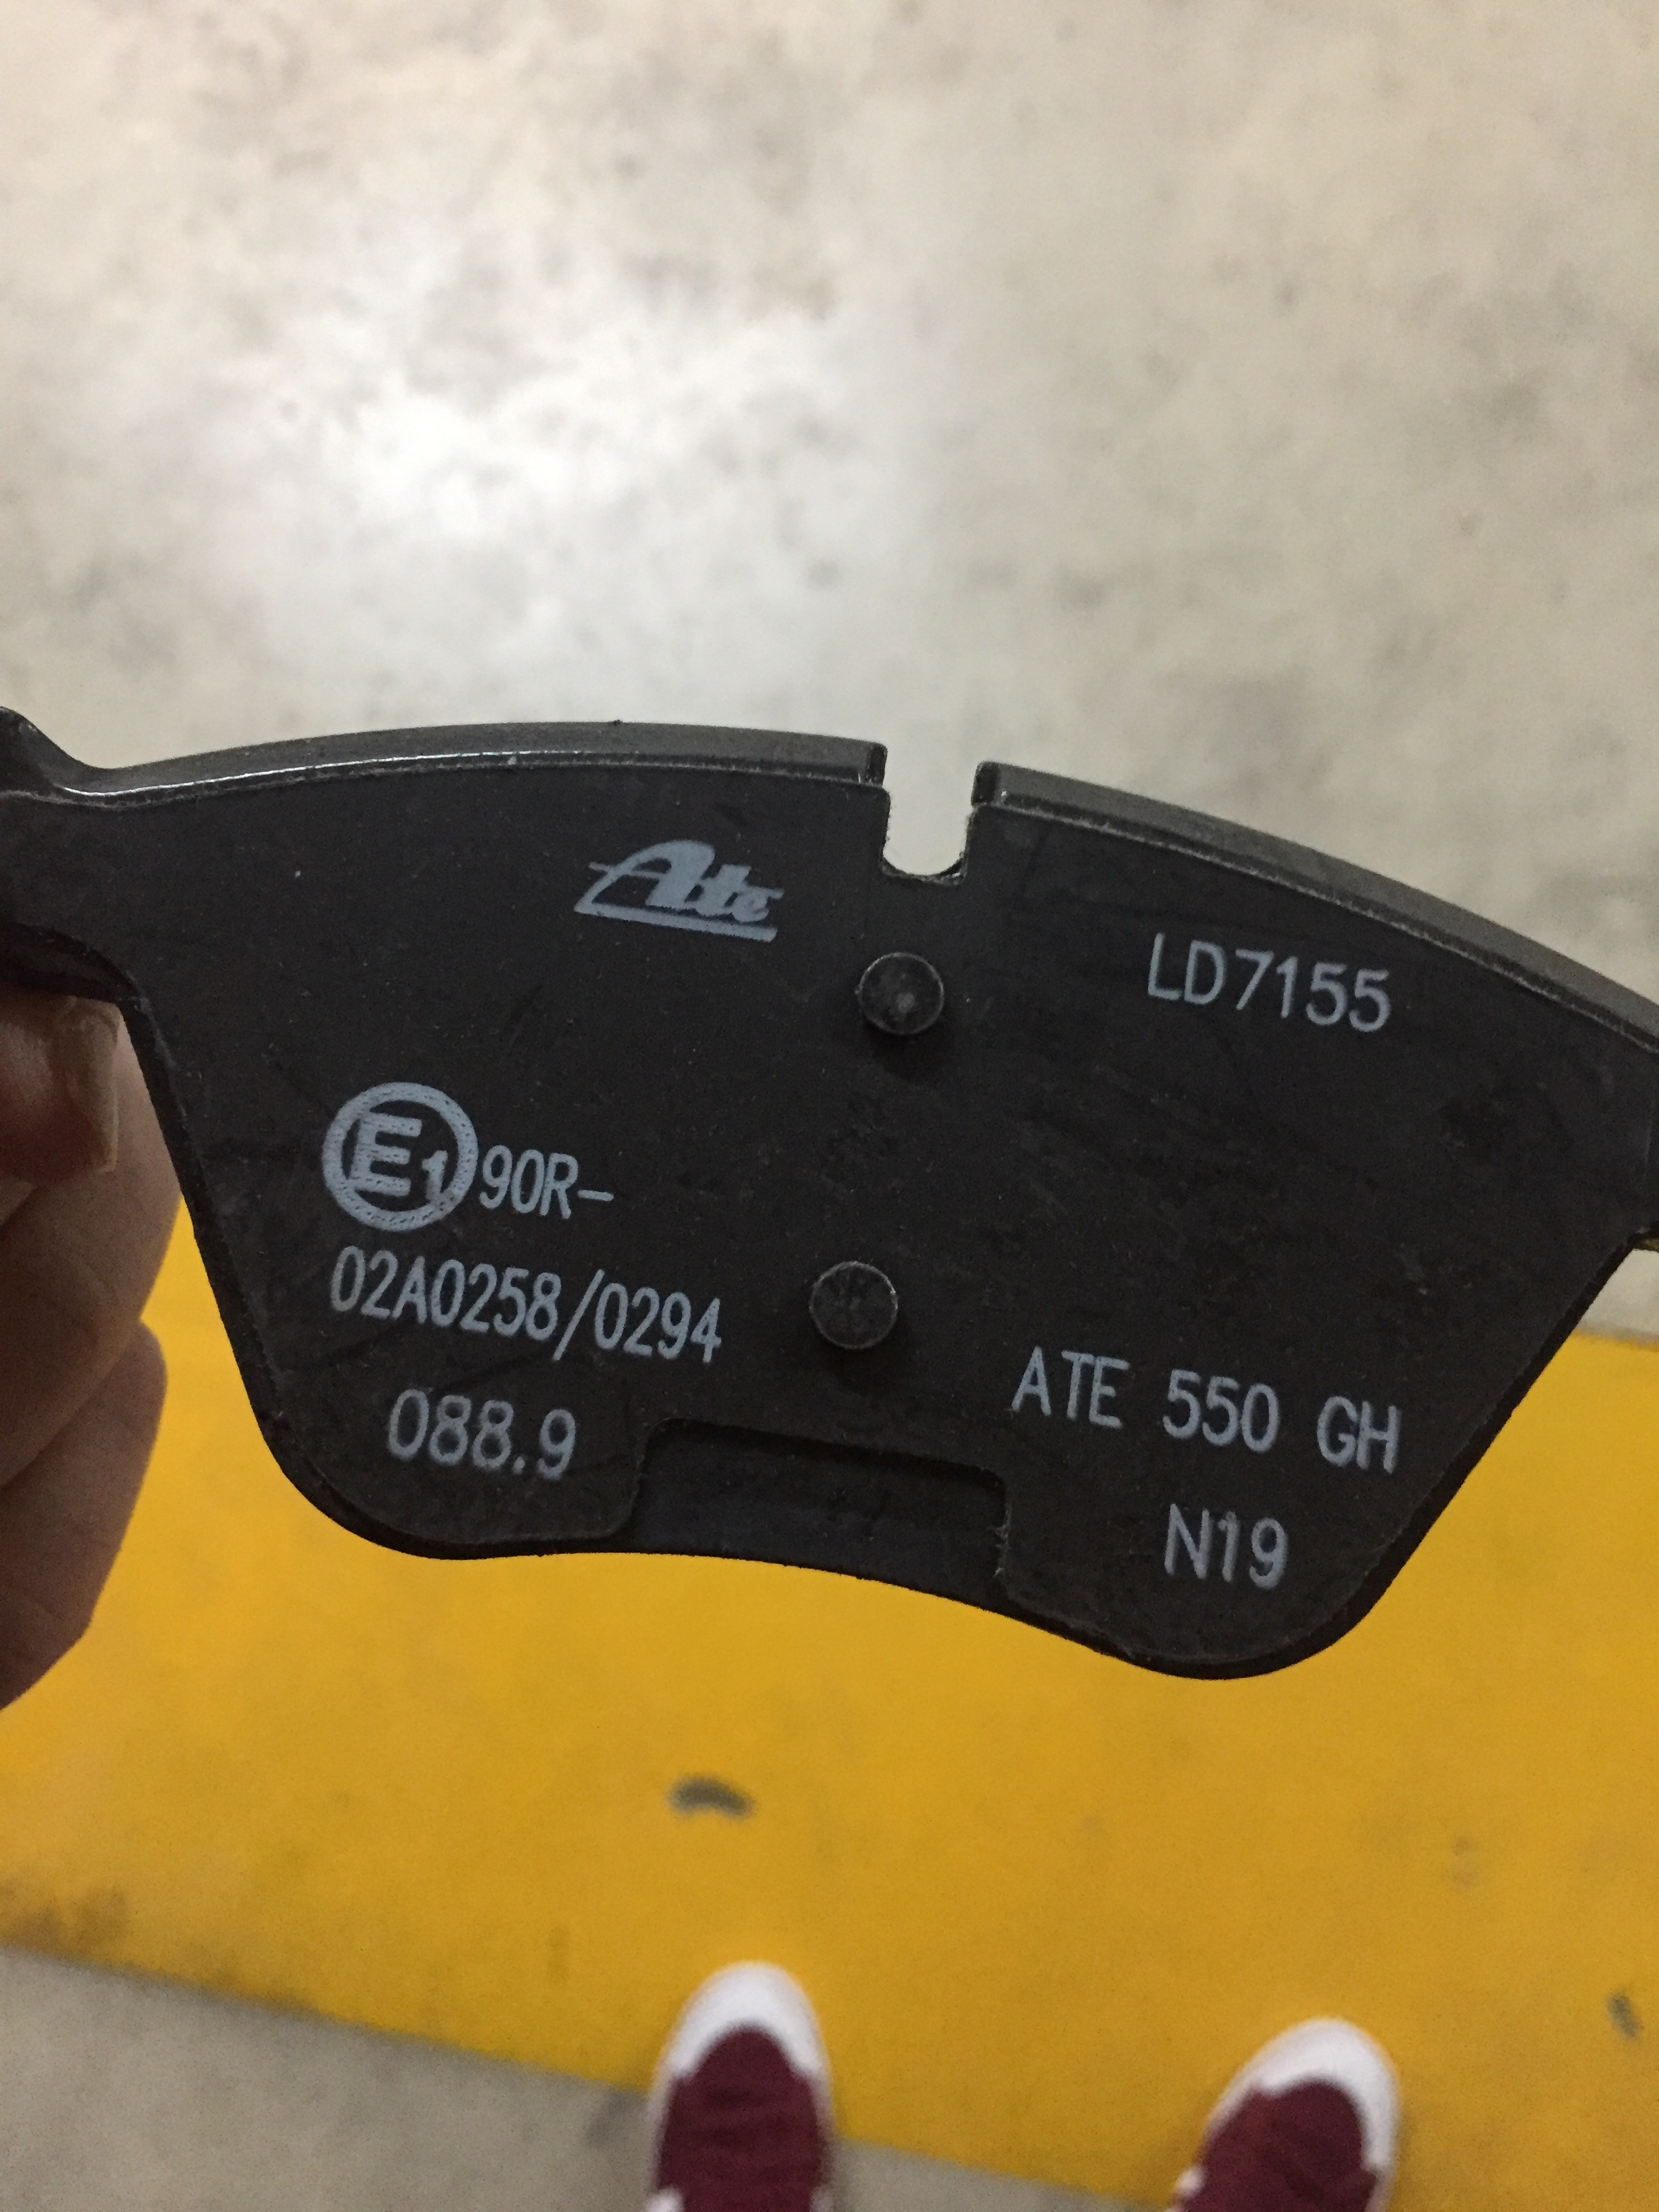 Ate
LD7155
E1 90R-
02A0258/0294
088.9
ATE 550 GH
N19